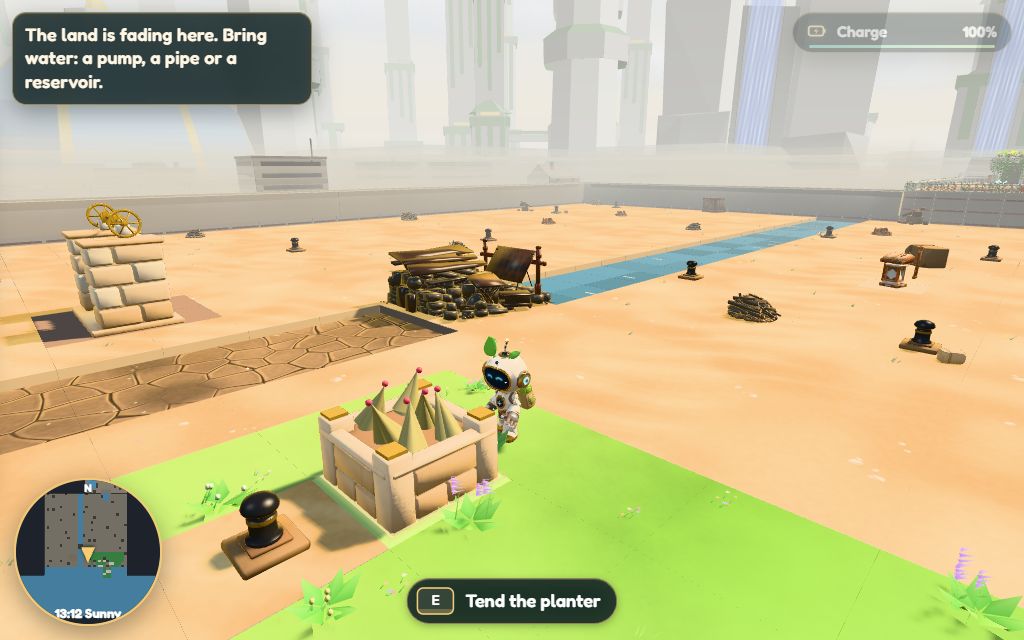 The land is fading here. Bring
water: a pump, a pipe or a
reservoir.
Charge 100%
N
13:12 Sunny
E Tend the planter